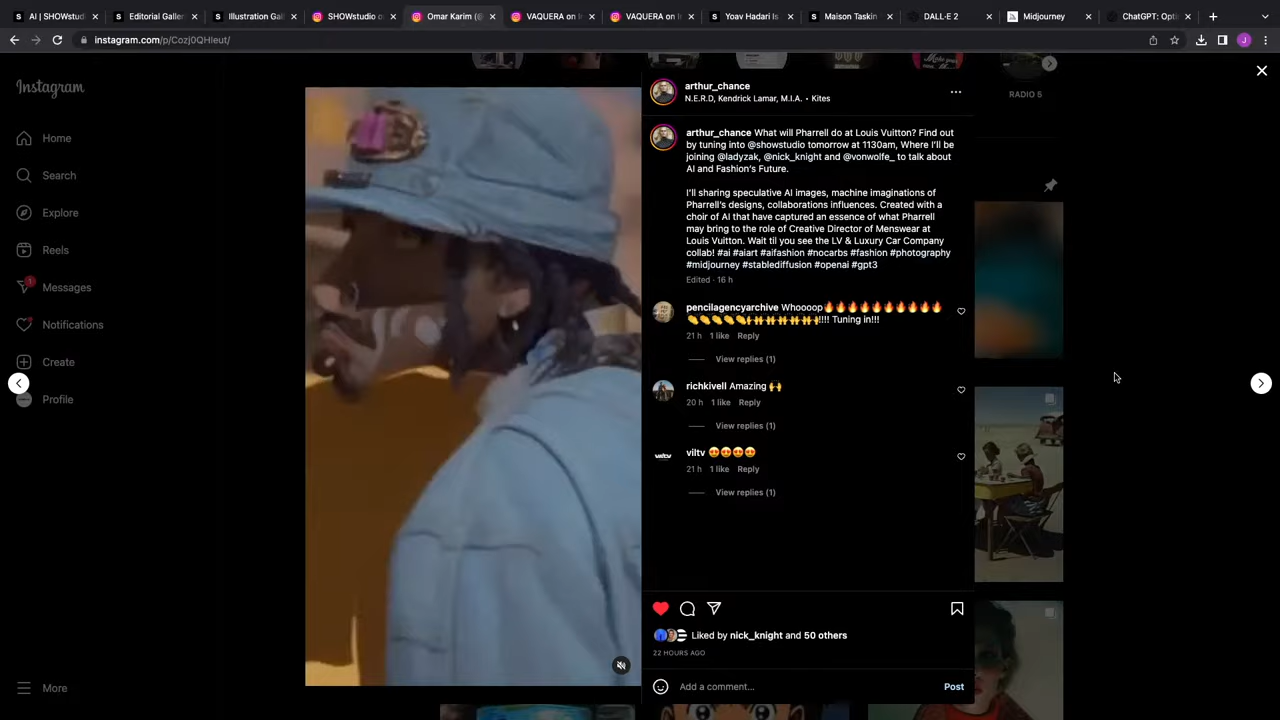 AI | SHOWstudi
Editorial Galler
Illustration Gal
SHOWstudio o
Omar Karim (@
VAQUERA on In
VAQUERA on In
Yoav Hadari Is
Maison Taskin
DALL·E 2
Midjourney
ChatGPT: Opti
instagram.com/p/Cozj0QHIeut/
J
Instagram
Home
Search
Explore
Reels
1
Messages
Notifications
Create
Profile
More
arthur_chance
N.E.R.D, Kendrick Lamar, M.I.A. • Kites
arthur_chance What will Pharrell do at Louis Vuitton? Find out
by tuning into @showstudio tomorrow at 1130am, Where I'll be
joining @ladyzak, @nick_knight and @vonwolfe_ to talk about
AI and Fashion's Future.
I'll sharing speculative AI images, machine imaginations of
Pharrell's designs, collaborations influences. Created with a
choir of AI that have captured an essence of what Pharrell
may bring to the role of Creative Director of Menswear at
Louis Vuitton. Wait til you see the LV & Luxury Car Company
collab! #ai #aiart #aifashion #nocarbs #fashion #photography
#midjourney #stablediffusion #openai #gpt3
Edited · 16 h
pencilagencyarchive Whoooop🔥🔥🔥🔥🔥🔥🔥🔥🔥🔥
👏👏👏👏👏🙌🙌🙌🙌🙌🙌!!!! Tuning in!!!
21 h 1 like Reply
View replies (1)
richkivell Amazing 🙌
20 h 1 like Reply
View replies (1)
viltv 😍😍😍😍
21 h 1 like Reply
View replies (1)
Liked by nick_knight and 50 others
22 HOURS AGO
Add a comment...
Post
RADIO 5